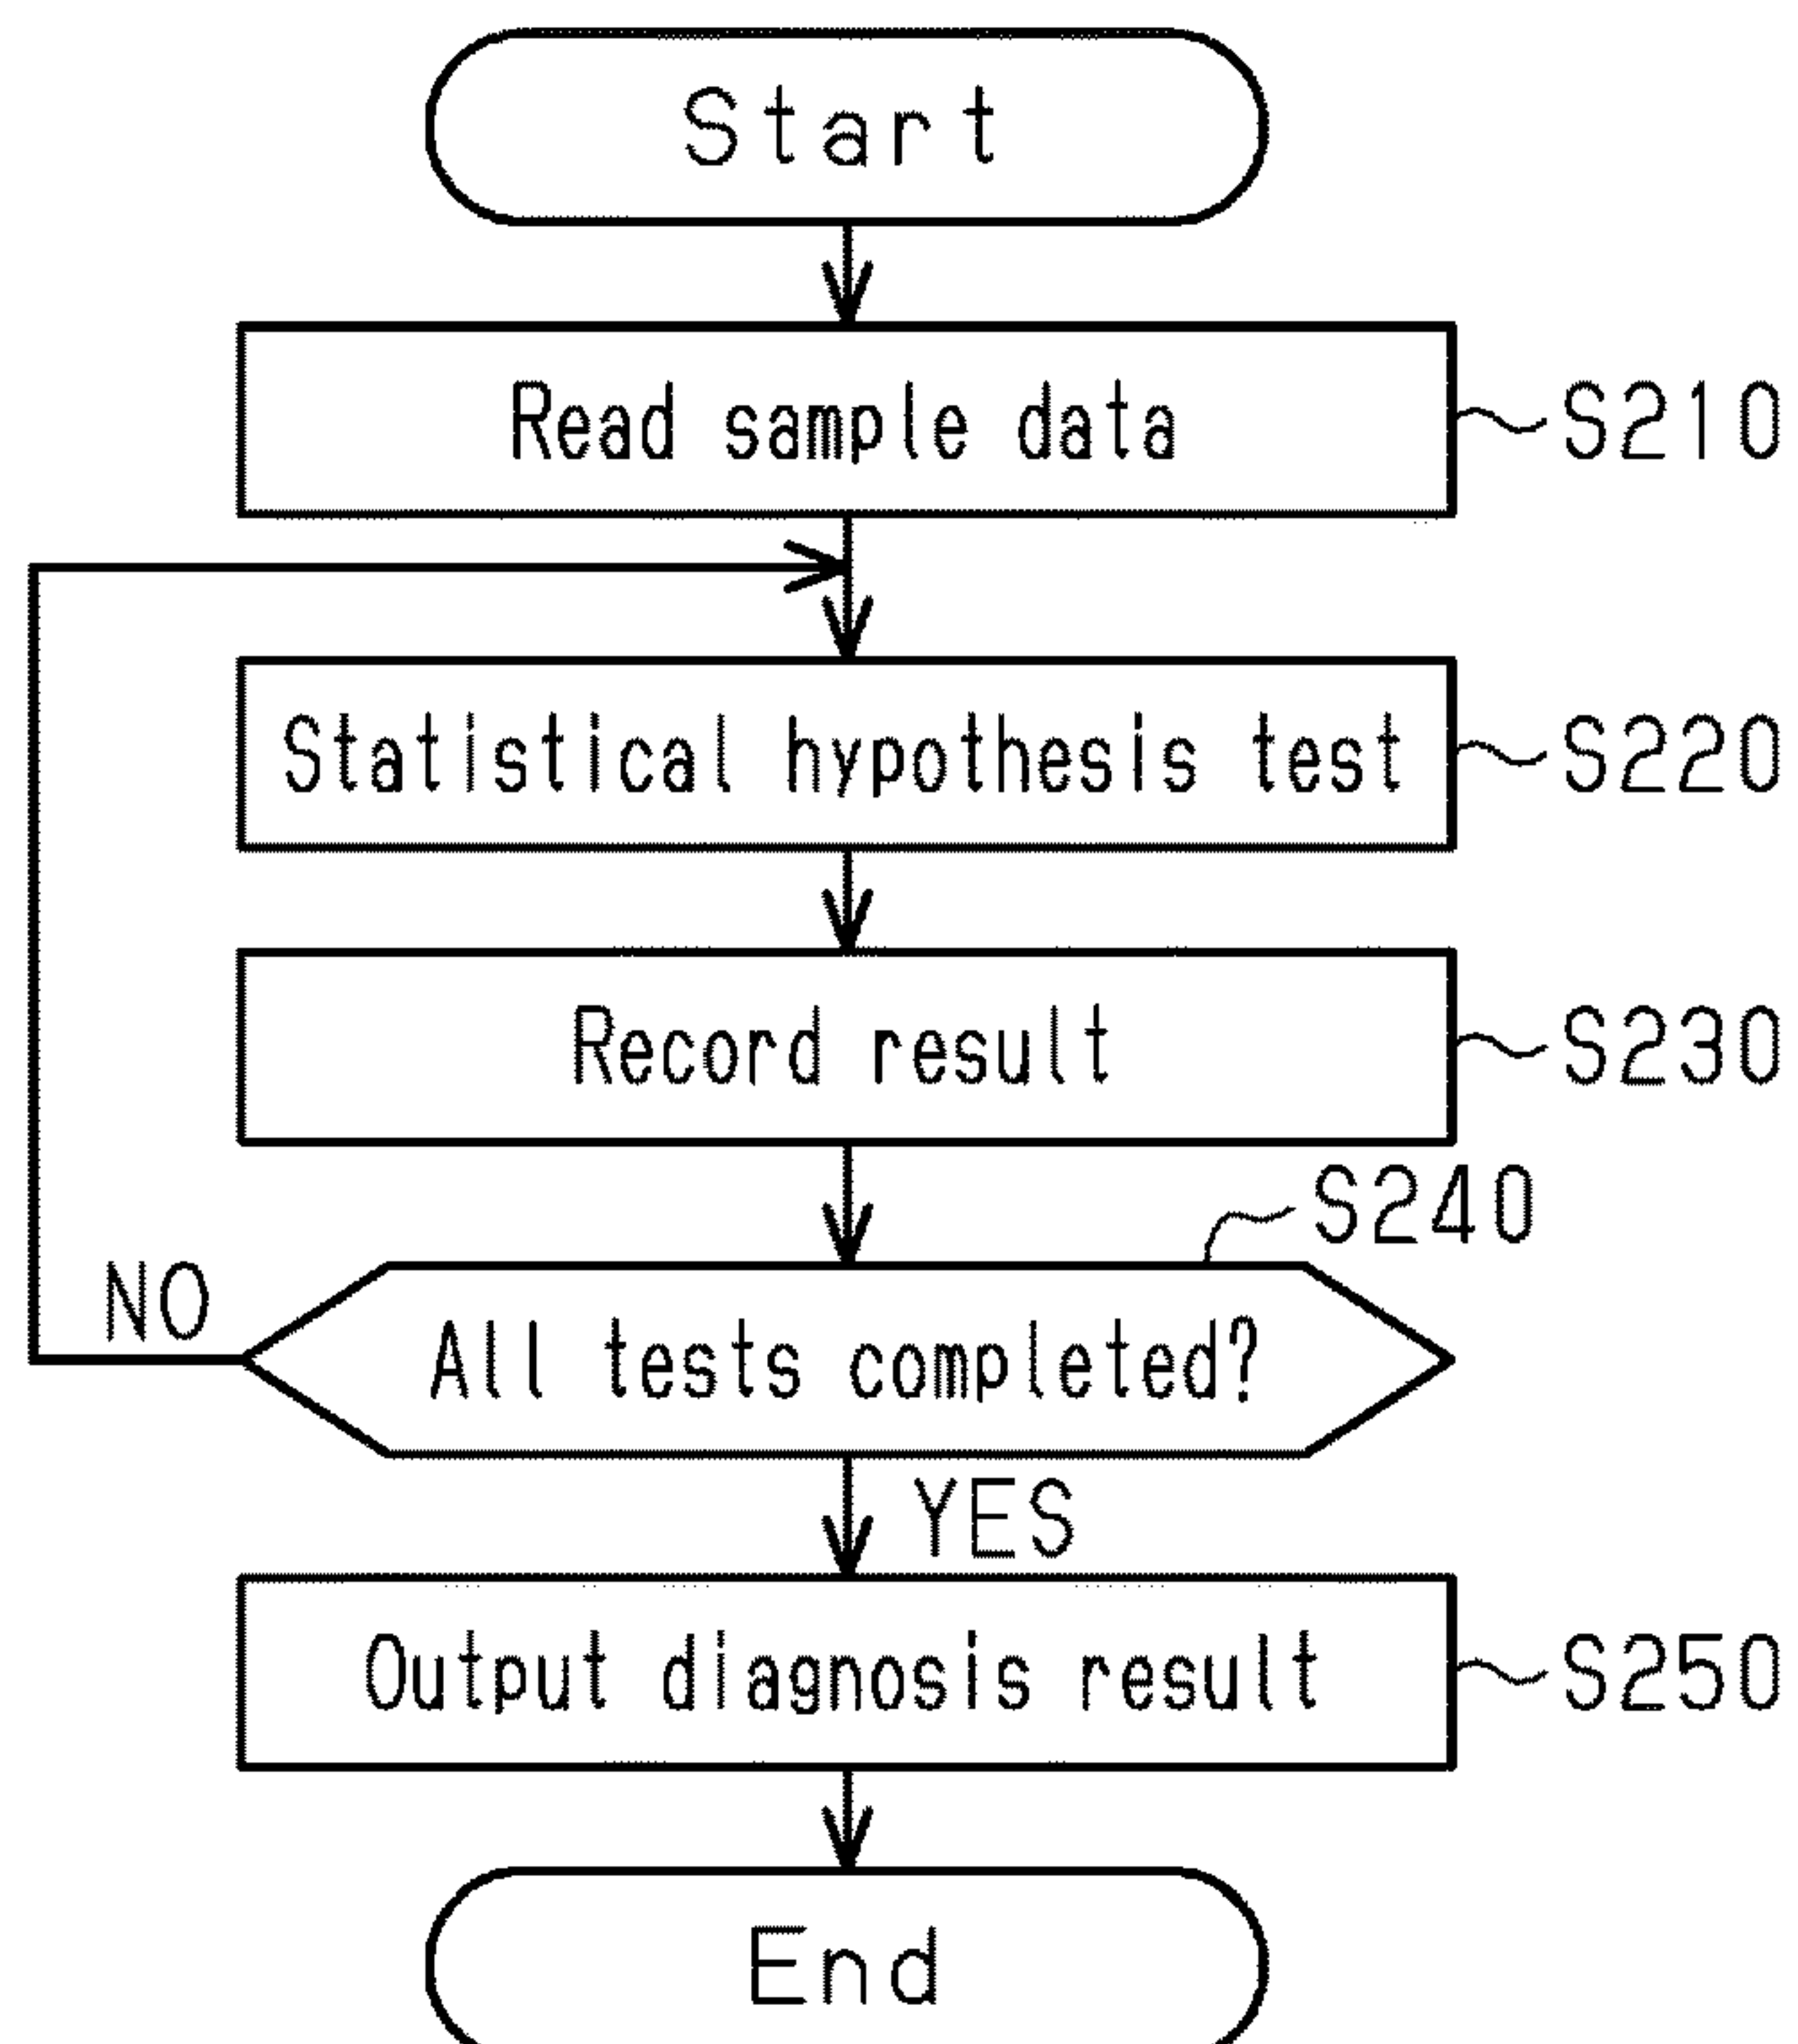 Start
Read sample data S210
Statistical hypothesis test S220
Record result S230
S240
NO
All tests completed?
YES
Output diagnosis result S250
End